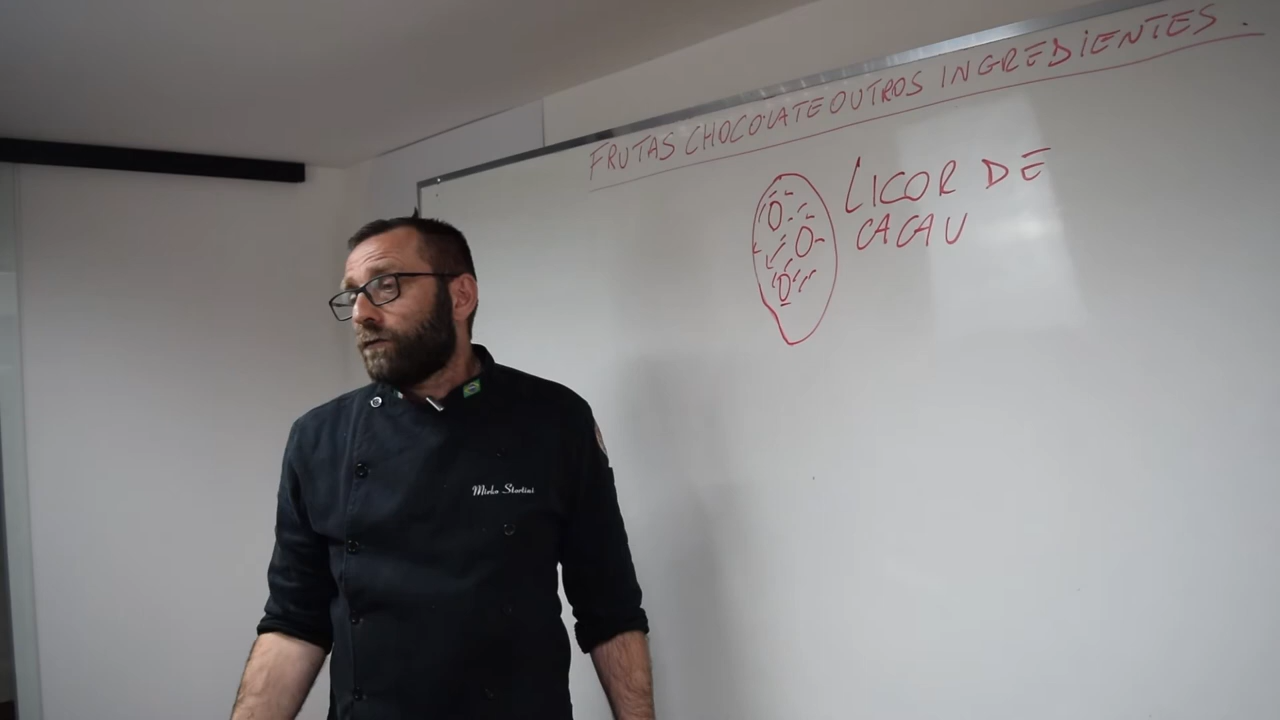 FRUTAS CHOCOLATE OUTROS INGREDIENTES.
LICOR DE
CACAU
Mirko Stortini